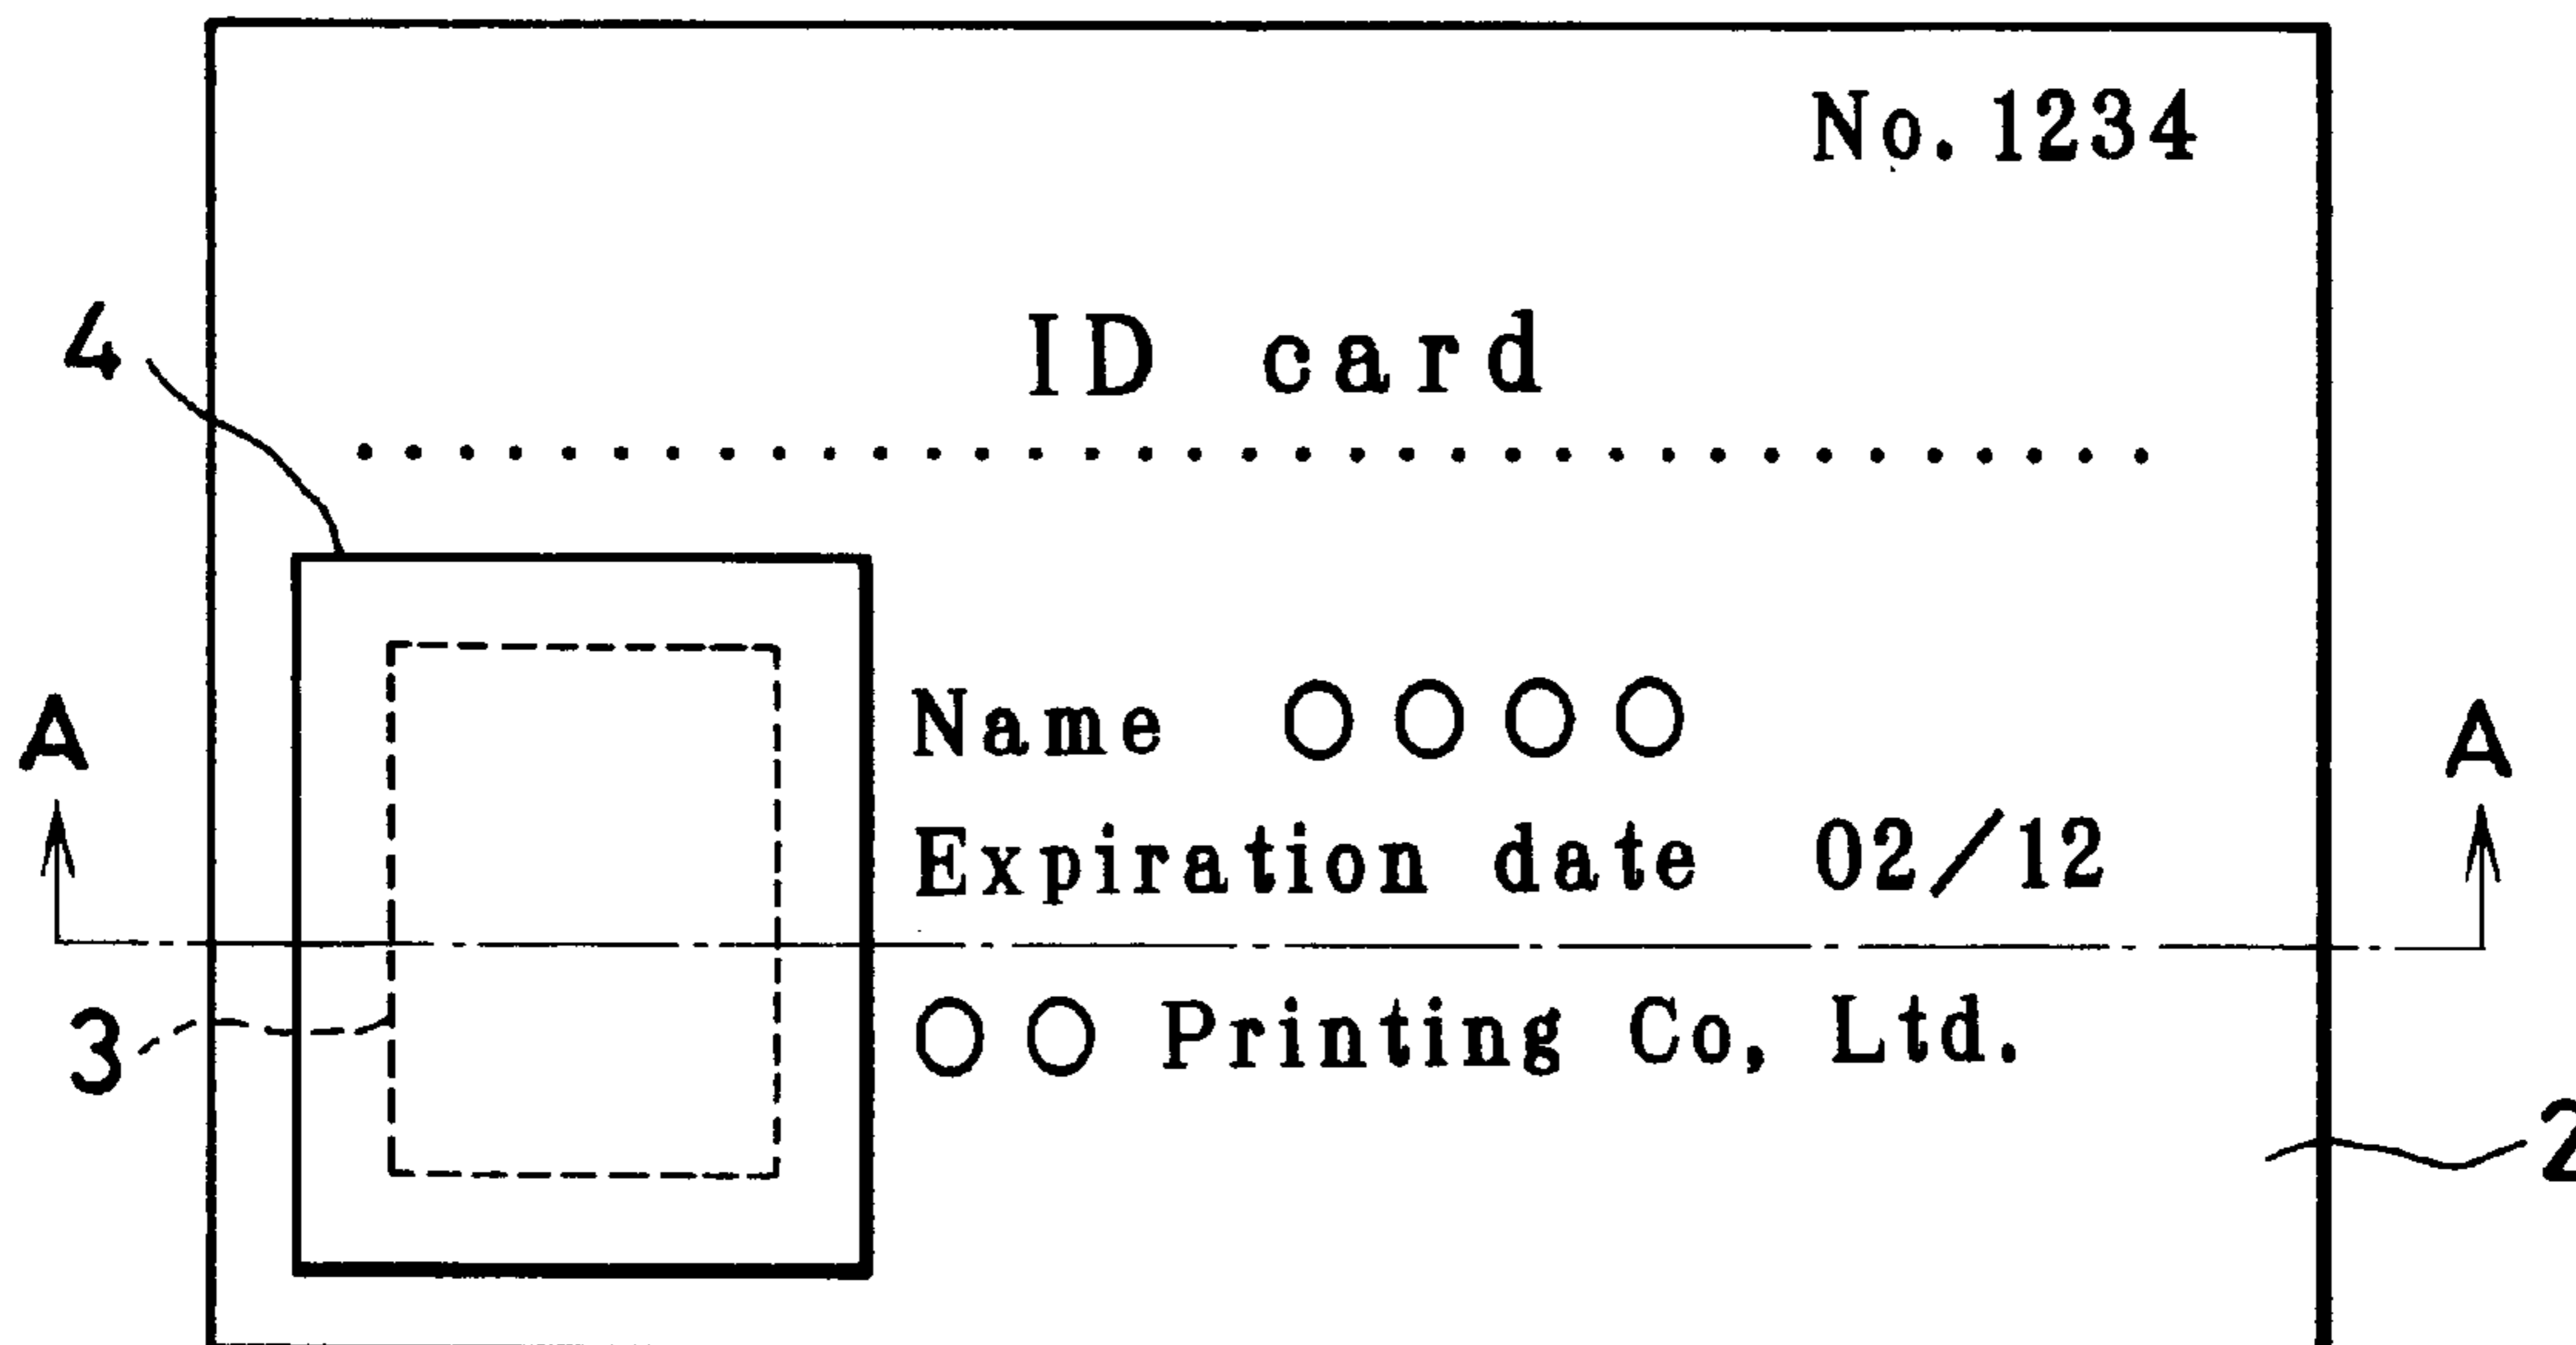 No. 1234
ID card
...................................
4
Name ○○○○
A A
Expiration date 02/12
3
○○ Printing Co, Ltd.
2